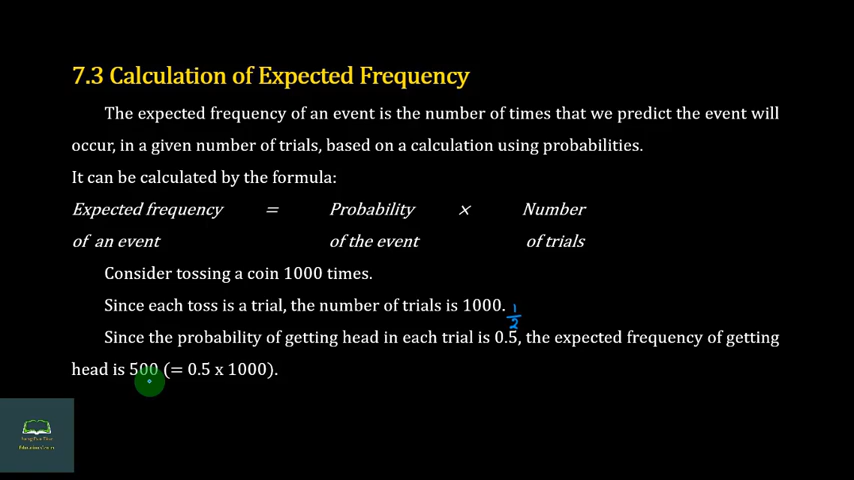 7.3 Calculation of Expected Frequency
The expected frequency of an event is the number of times that we predict the event will
occur, in a given number of trials, based on a calculation using probabilities.
It can be calculated by the formula:
Expected frequency = Probability × Number
of an event of the event of trials
Consider tossing a coin 1000 times.
Since each toss is a trial, the number of trials is 1000.
1/2
Since the probability of getting head in each trial is 0.5, the expected frequency of getting
head is 500 (= 0.5 x 1000).